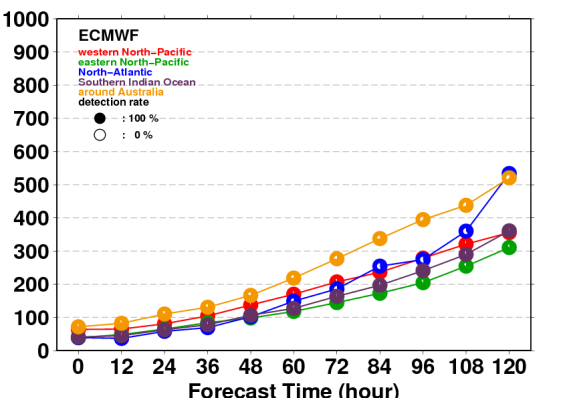 1000
900
800
700
600
500
400
300
200
100
0
ECMWF
western North-Pacific
eastern North-Pacific
North-Atlantic
Southern Indian Ocean
around Australia
detection rate
: 100 %
: 0 %
0 12 24 36 48 60 72 84 96 108 120
Forecast Time (hour)